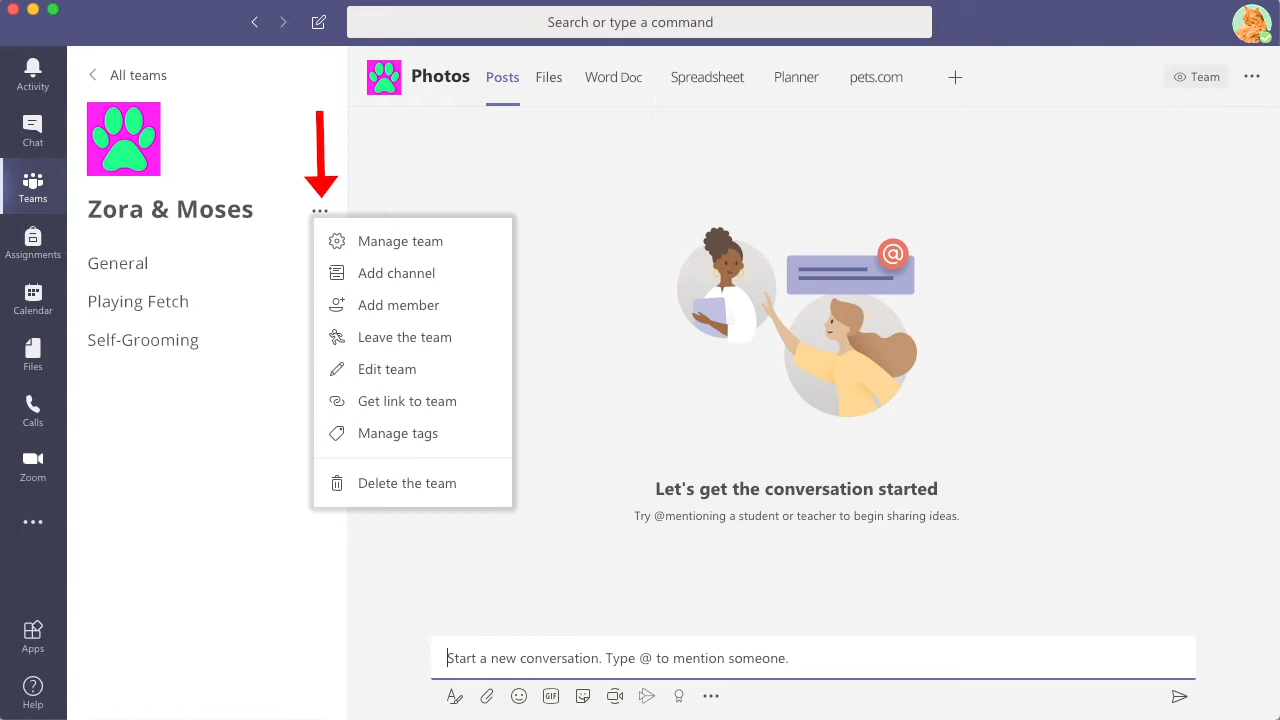 Search or type a command
Activity
Chat
Teams
Assignments
Calendar
Files
Calls
Zoom
Apps
Help
All teams
Zora & Moses
General
Playing Fetch
Self-Grooming
Manage team
Add channel
Add member
Leave the team
Edit team
Get link to team
Manage tags
Delete the team
Photos Posts Files Word Doc Spreadsheet Planner pets.com + Team
@
Let's get the conversation started
Try @mentioning a student or teacher to begin sharing ideas.
Start a new conversation. Type @ to mention someone.
GIF